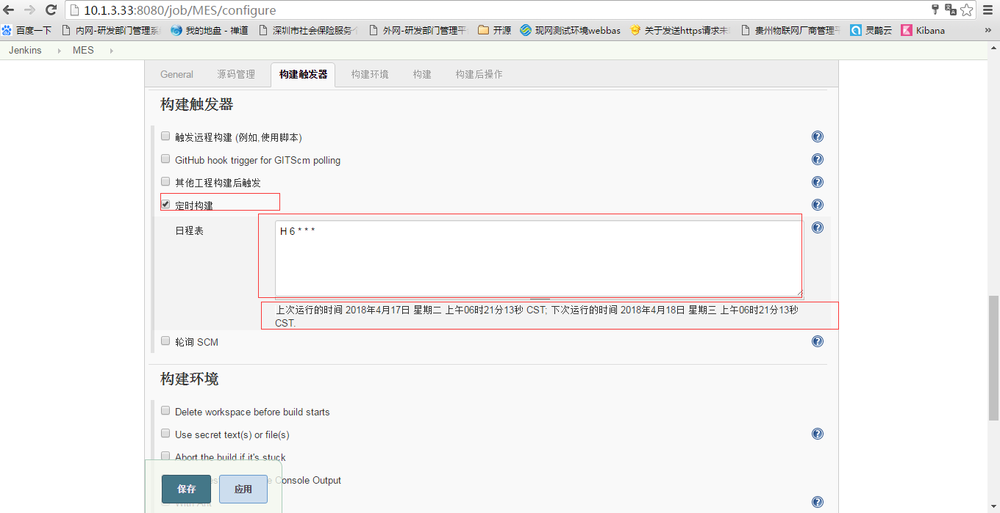 10.1.3.33:8080/job/MES/configure
百度一下 内网-研发部门管理系 我的地盘 - 禅道 深圳市社会保险服务个 外网-研发部门管理平 开源 现网测试环境webbas 关于发送https请求未 贵州物联网厂商管理平 灵鹊云 Kibana »
Jenkins MES
General 源码管理 构建触发器 构建环境 构建 构建后操作
构建触发器
触发远程构建 (例如,使用脚本)
GitHub hook trigger for GITScm polling
其他工程构建后触发
定时构建
日程表
H 6 * * *
上次运行的时间 2018年4月17日 星期二 上午06时21分13秒 CST; 下次运行的时间 2018年4月18日 星期三 上午06时21分13秒
CST.
轮询 SCM
构建环境
Delete workspace before build starts
Use secret text(s) or file(s)
Abort the build if it's stuck
Console Output
保存 应用
With Ant